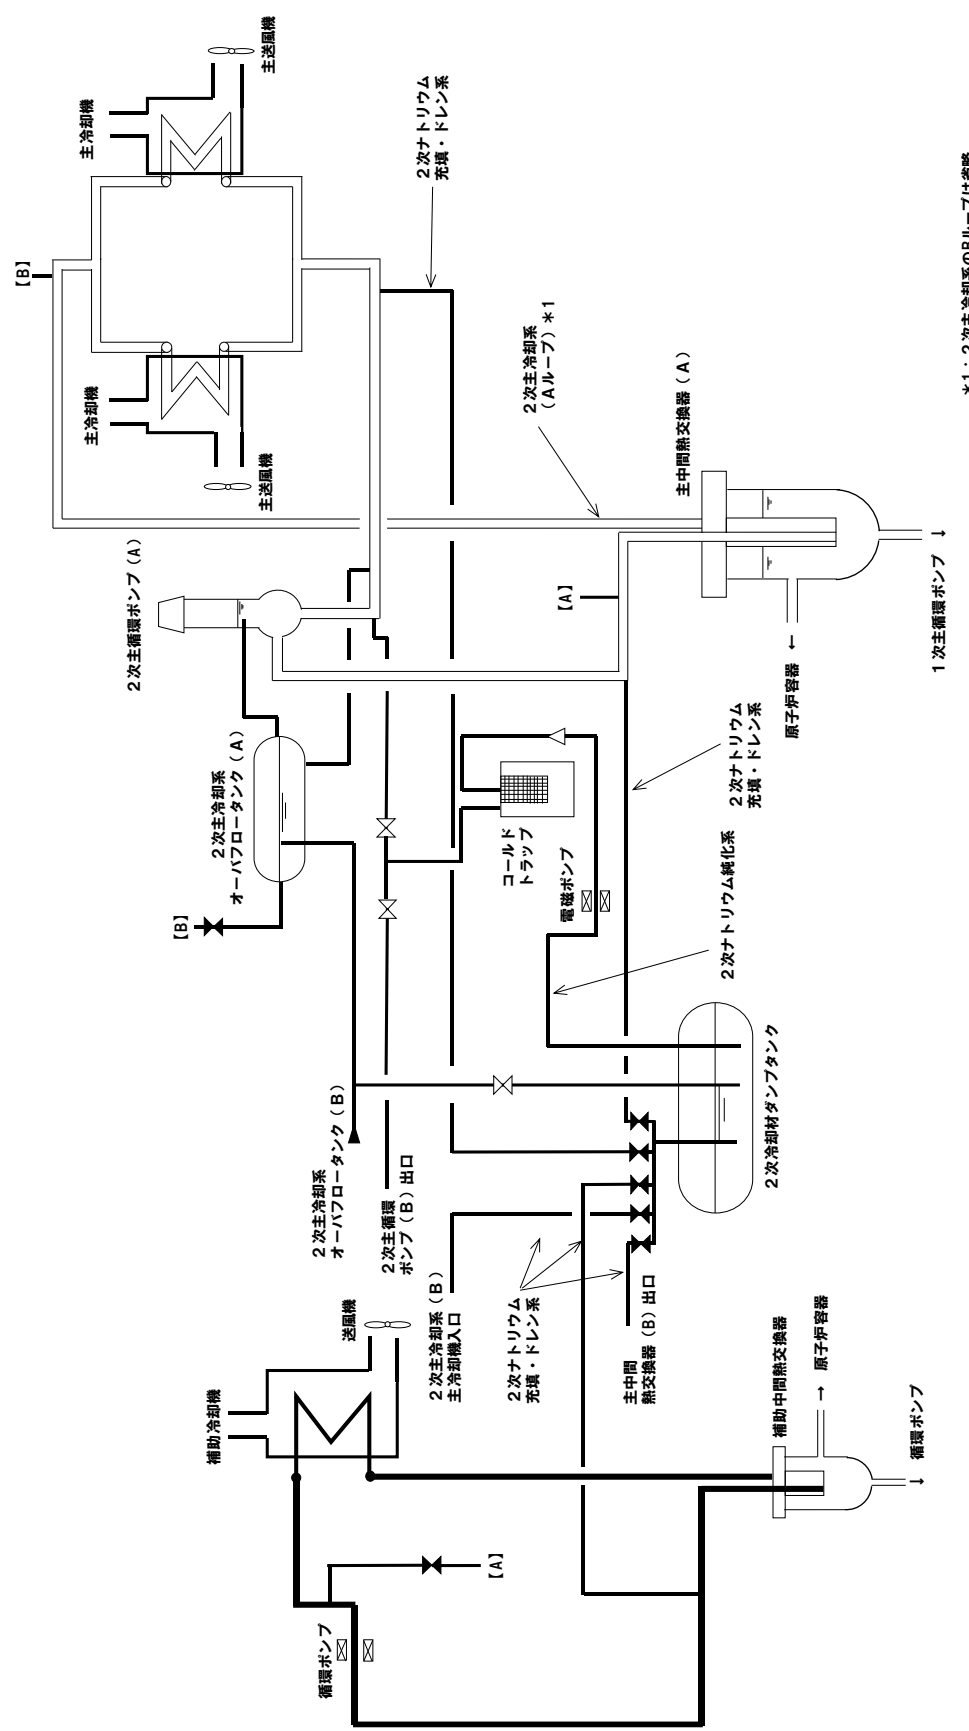 【B】
主冷却機
主冷却機
主送風機
主送風機
2次主循環ポンプ(A)
2次主冷却系
オーバフロータンク(A)
【B】
補助冷却機
送風機
2次主冷却系
オーバフロータンク(B)
2次主循環
ポンプ(B)出口
2次主冷却系(B)
主冷却機入口
2次ナトリウム
充填・ドレン系
循環ポンプ
【A】
2次ナトリウム
充填・ドレン系
コールド
トラップ
電磁ポンプ
2次主冷却系
(Aループ)*1
【A】
主中間
熱交換器(B)出口
主中間熱交換器(A)
2次ナトリウム
充填・ドレン系
2次ナトリウム純化系
2次冷却材ダンプタンク
補助中間熱交換器
→ 原子炉容器
原子炉容器 ←
循環ポンプ
↓
1次主循環ポンプ ↓
*1:2次主冷却系のBループは省略